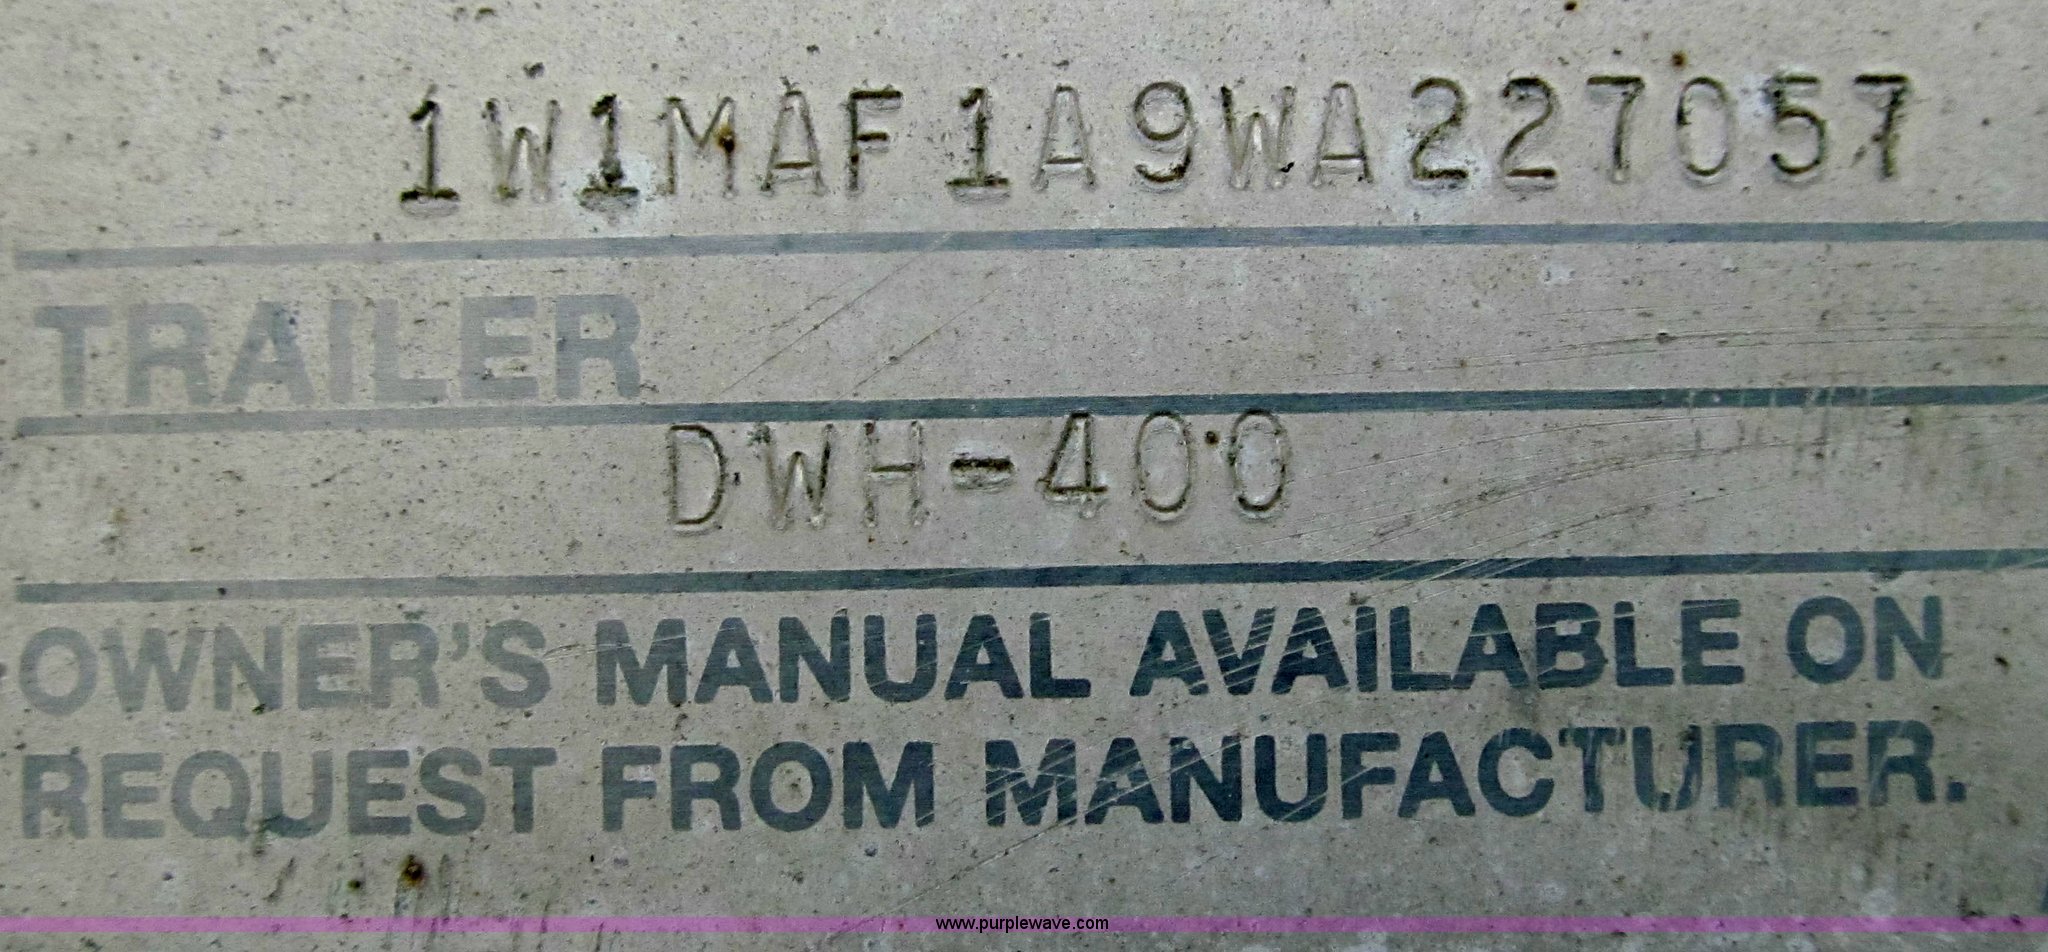 1W1MAF1A9WA227057
TRAILER
DWH-400
OWNER'S MANUAL AVAILABLE ON
REQUEST FROM MANUFACTURER.
www.purplewave.com